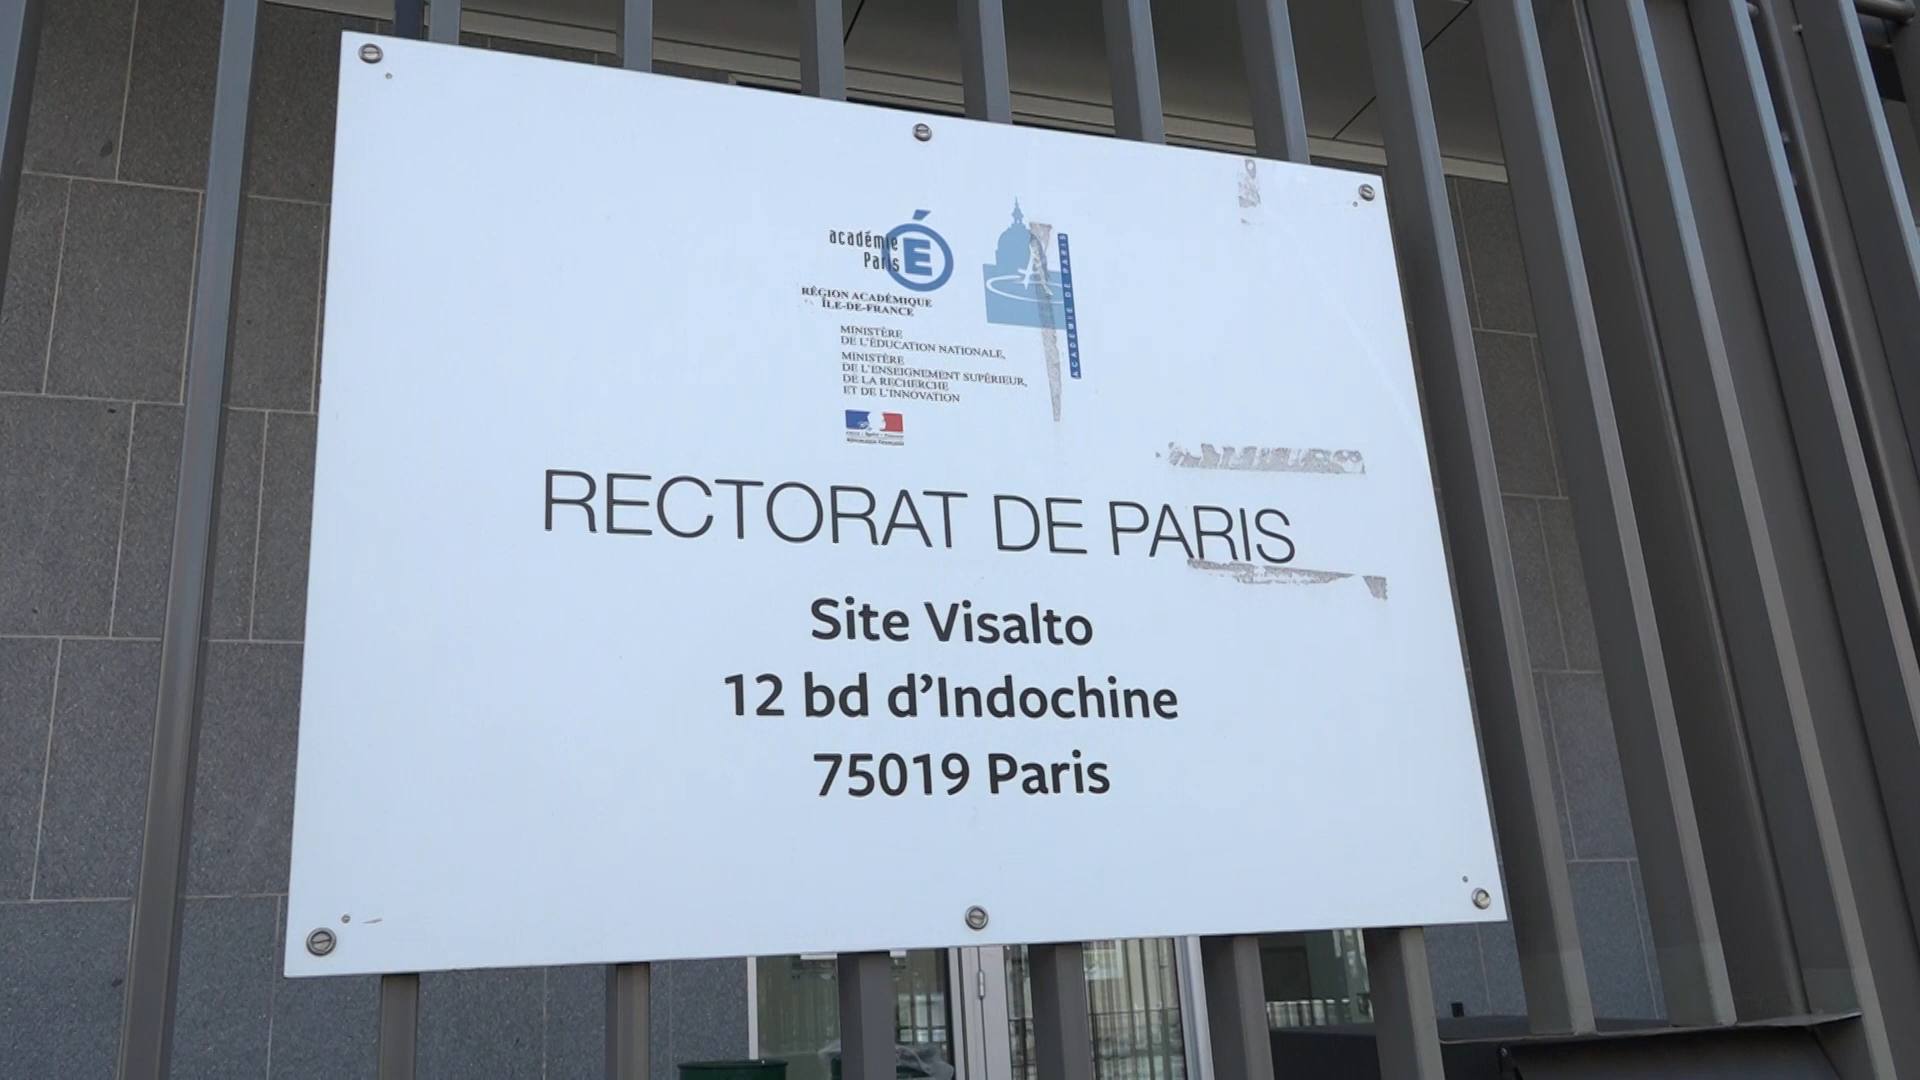 académie
Paris
É
RÉGION ACADÉMIQUE
ÎLE-DE-FRANCE
MINISTÈRE
DE L'ÉDUCATION NATIONALE,
MINISTÈRE
DE L'ENSEIGNEMENT SUPÉRIEUR,
DE LA RECHERCHE
ET DE L'INNOVATION
A
ACADÉMIE DE PARIS
RECTORAT DE PARIS
Site Visalto
12 bd d'Indochine
75019 Paris